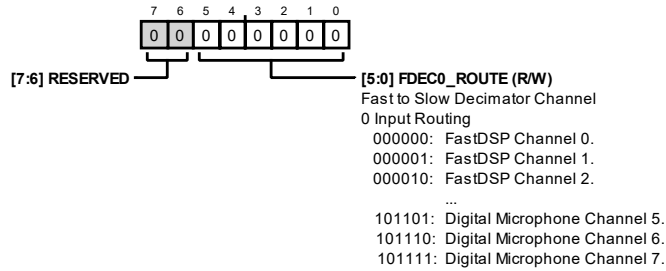 7 6 5 4 3 2 1 0
0 0 0 0 0 0 0 0
[7:6] RESERVED
[5:0] FDEC0_ROUTE (R/W)
Fast to Slow Decimator Channel
0 Input Routing
000000: FastDSP Channel 0.
000001: FastDSP Channel 1.
000010: FastDSP Channel 2.
...
101101: Digital Microphone Channel 5.
101110: Digital Microphone Channel 6.
101111: Digital Microphone Channel 7.